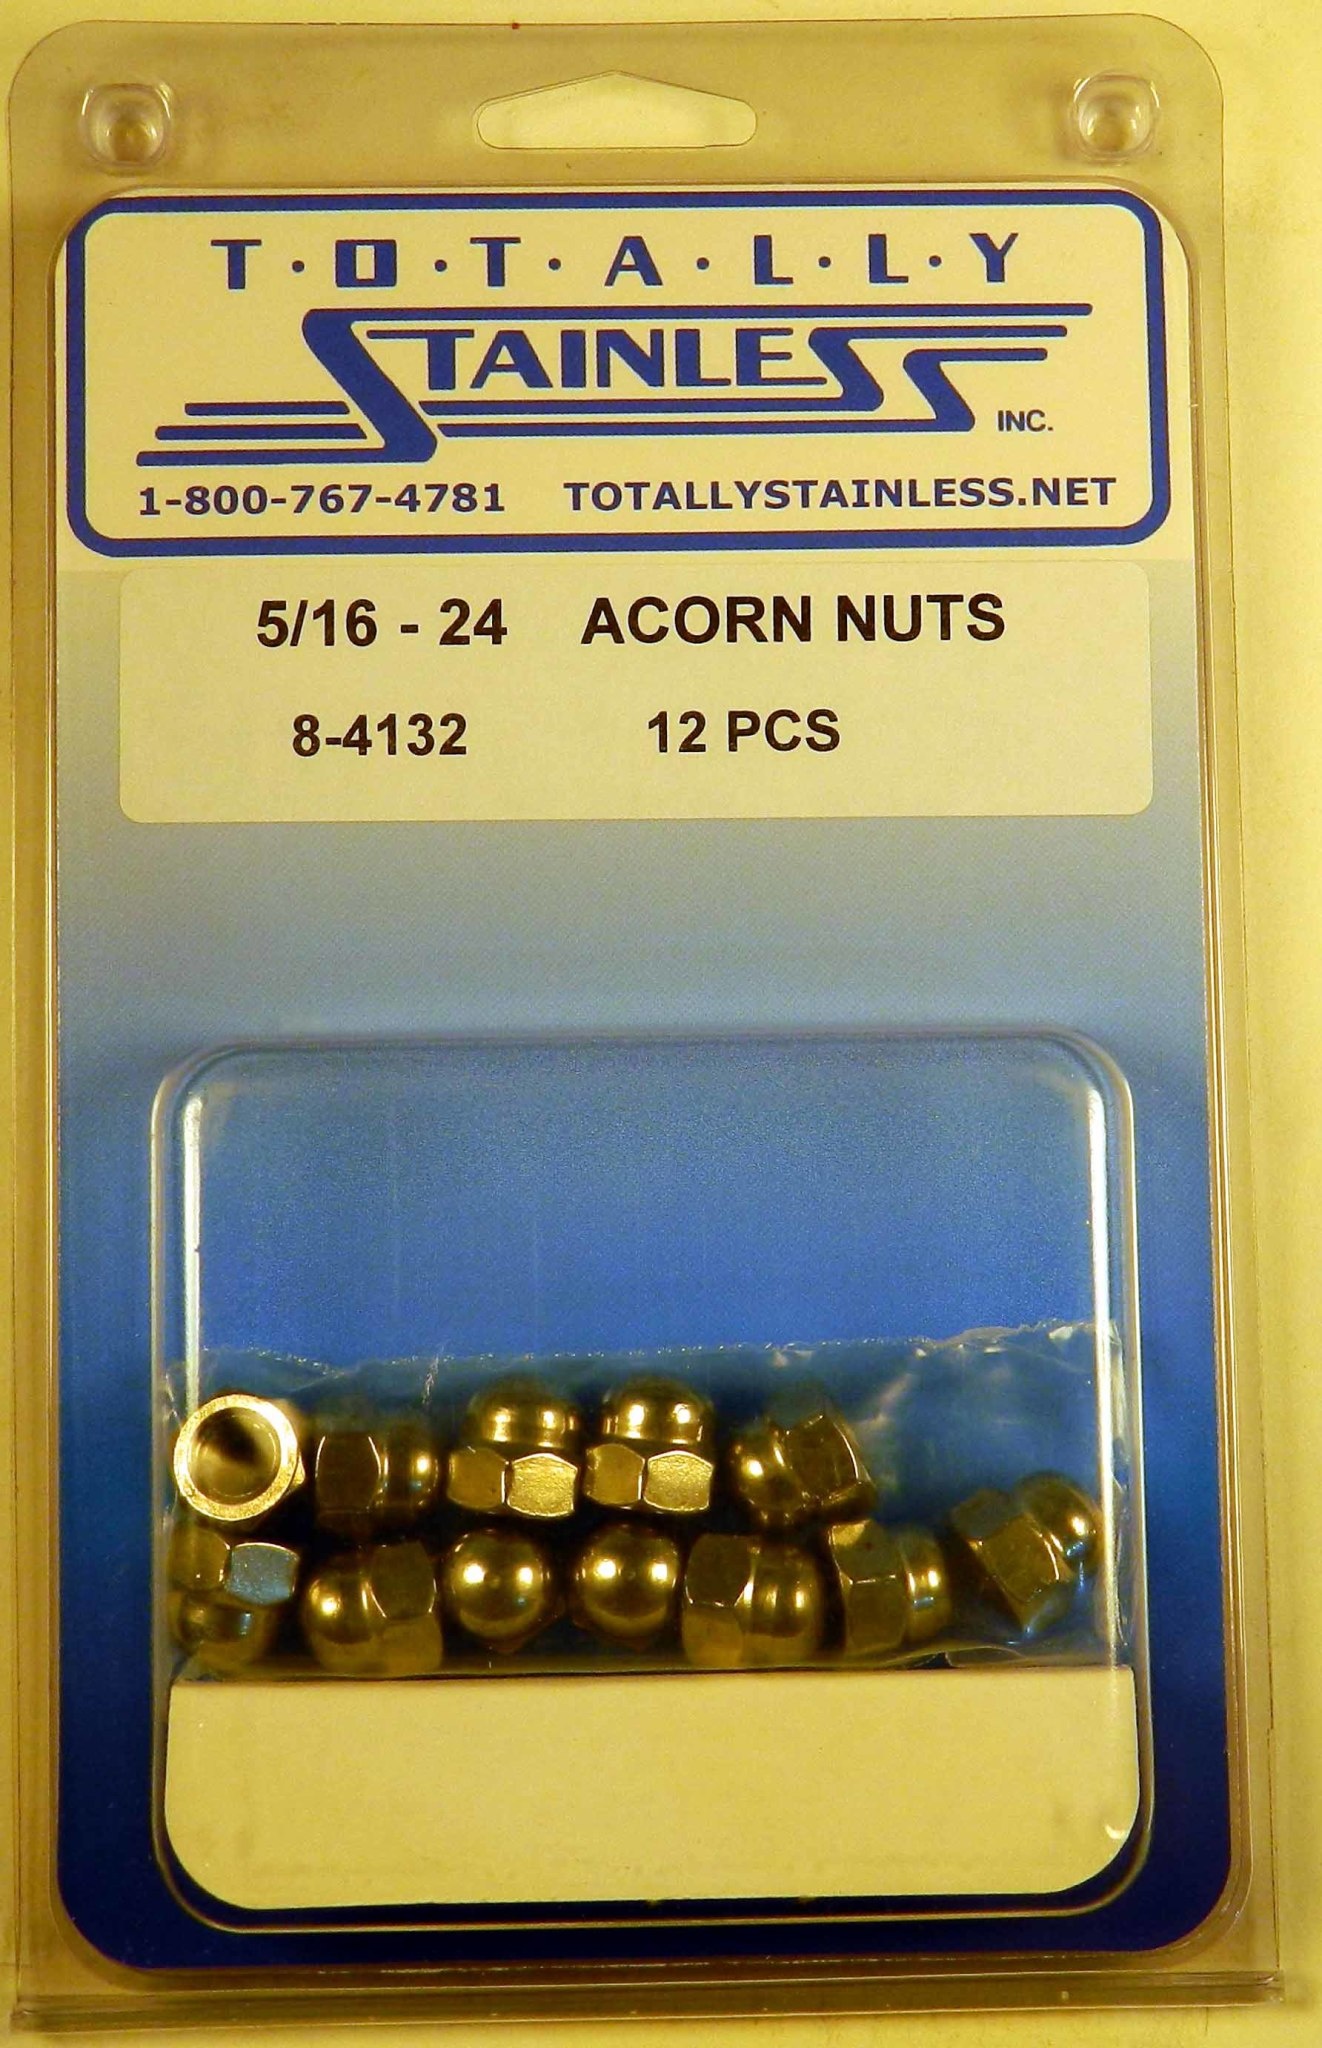 T·O·T·A·L·L·Y
STAINLESS
INC.
1-800-767-4781 TOTALLYSTAINLESS.NET
5/16 - 24 ACORN NUTS
8-4132 12 PCS